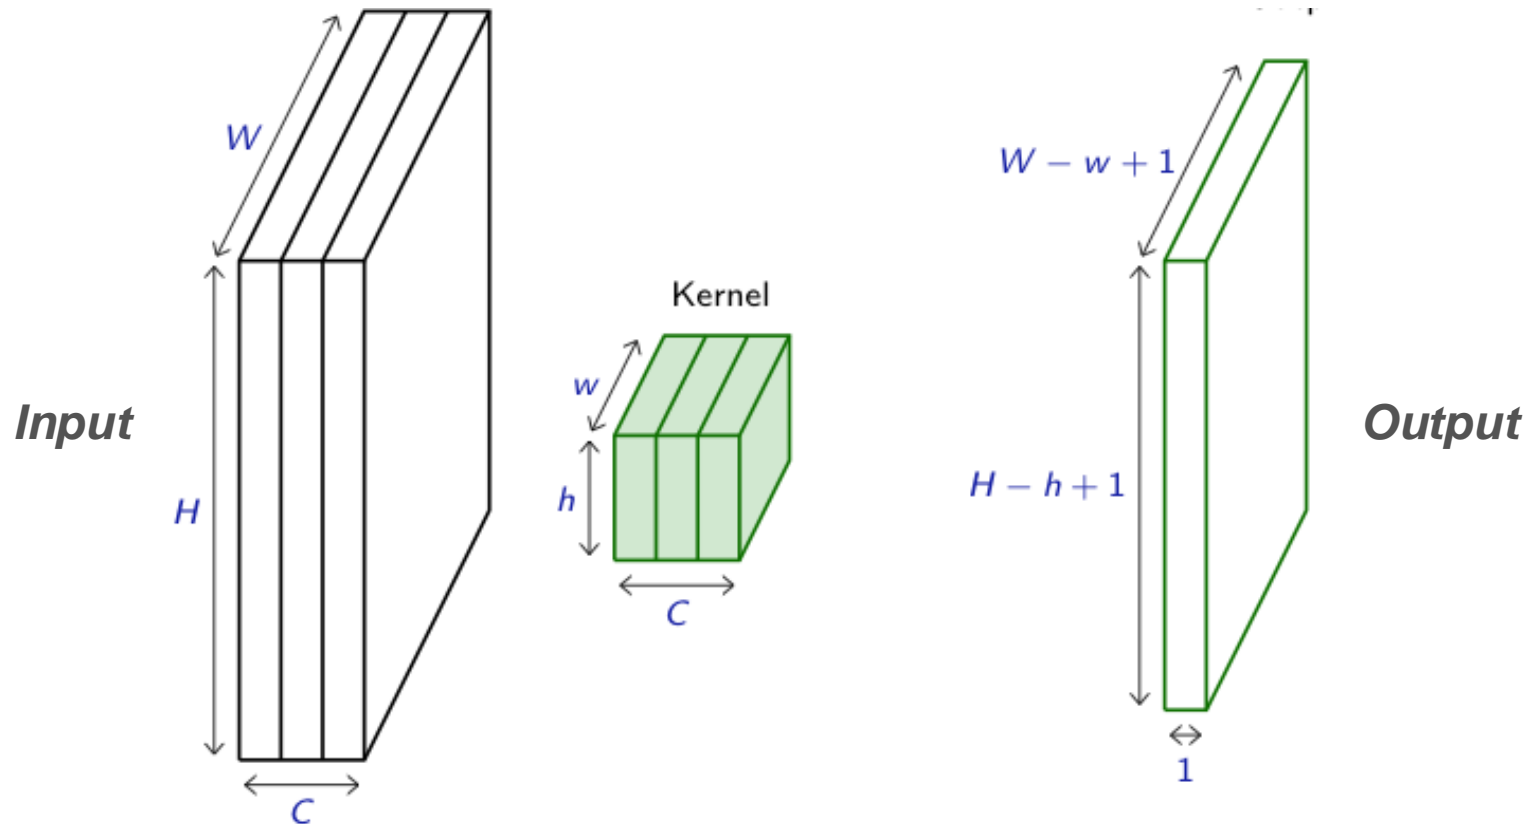 W
Kernel
w
Input
H
h
C
C
W − w + 1
H − h + 1
Output
1